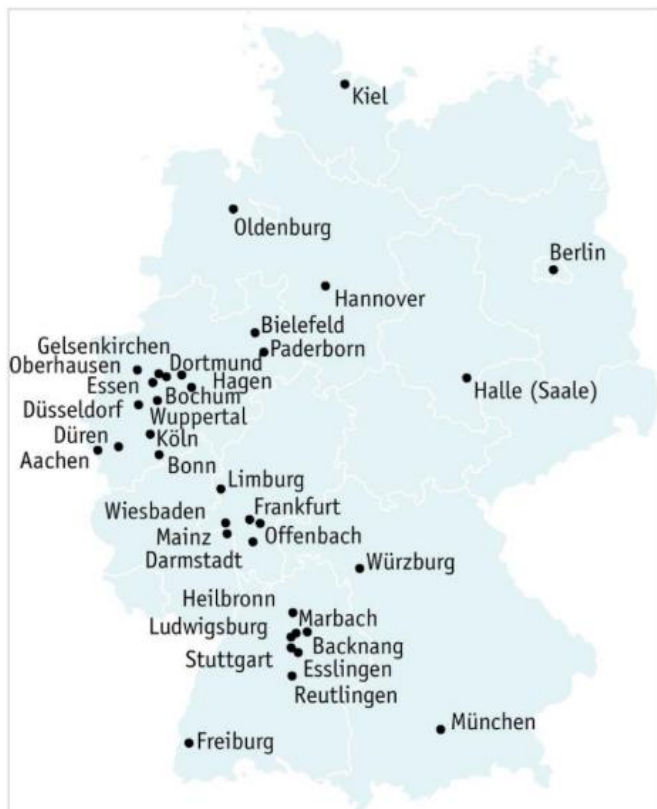 Kiel
Oldenburg
Berlin
Hannover
Bielefeld
Gelsenkirchen
Paderborn
Oberhausen
Dortmund
Essen
Hagen
Halle (Saale)
Bochum
Düsseldorf
Wuppertal
Düren
Köln
Aachen
Bonn
Limburg
Wiesbaden
Frankfurt
Mainz
Offenbach
Darmstadt
Würzburg
Heilbronn
Marbach
Ludwigsburg
Backnang
Stuttgart
Esslingen
Reutlingen
München
Freiburg